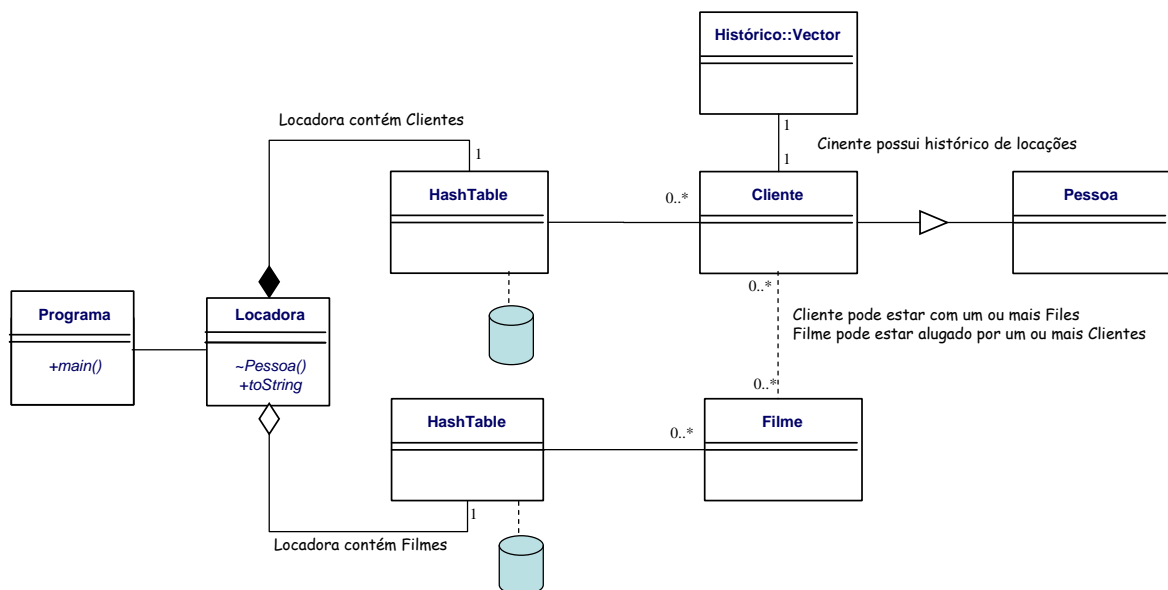 Histórico::Vector
Locadora contém Clientes
1
1
Cinente possui histórico de locações
1
HashTable
0..*
Cliente
Pessoa
0..*
Programa
+main()
Locadora
~Pessoa()
+toString
Cliente pode estar com um ou mais Files
Filme pode estar alugado por um ou mais Clientes
0..*
HashTable
0..*
Filme
1
Locadora contém Filmes